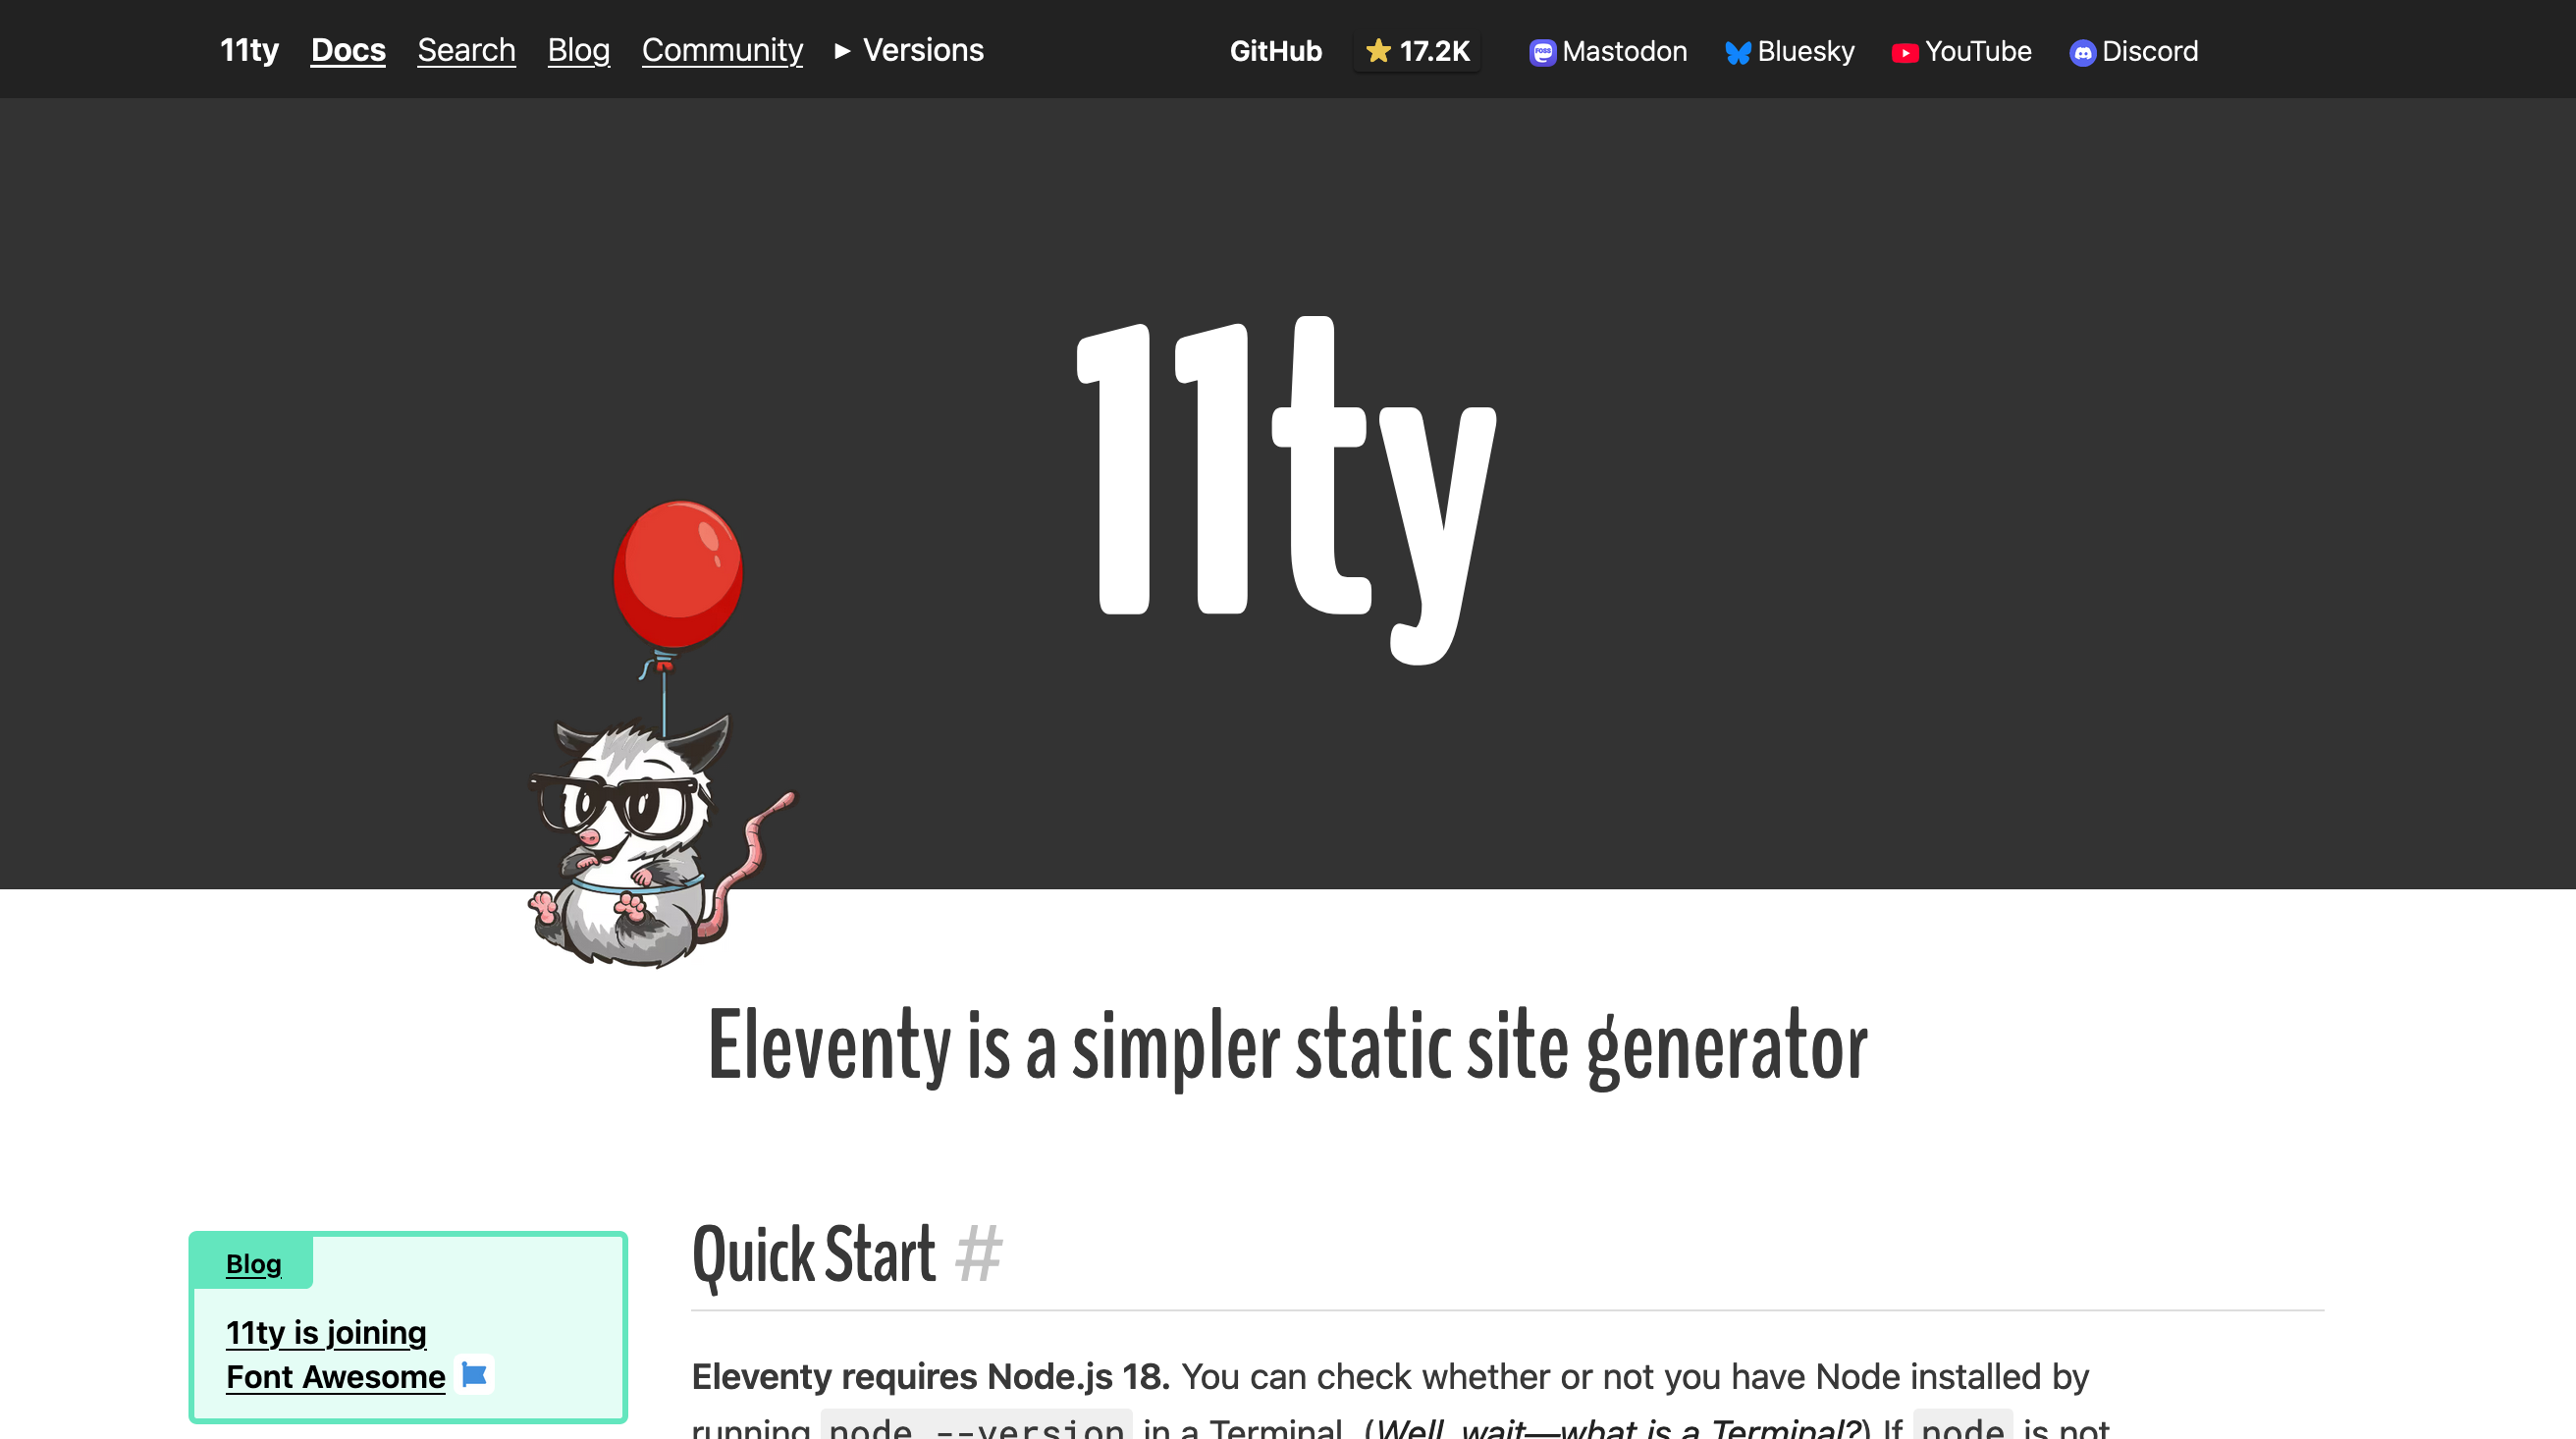 11ty Docs Search Blog Community ▸ Versions GitHub ⭐ 17.2K Mastodon Bluesky YouTube Discord
11ty
Eleventy is a simpler static site generator
Blog
11ty is joining
Font Awesome
Quick Start #
Eleventy requires Node.js 18. You can check whether or not you have Node installed by
running node --version in a Terminal. (Well, wait—what is a Terminal?) If node is not